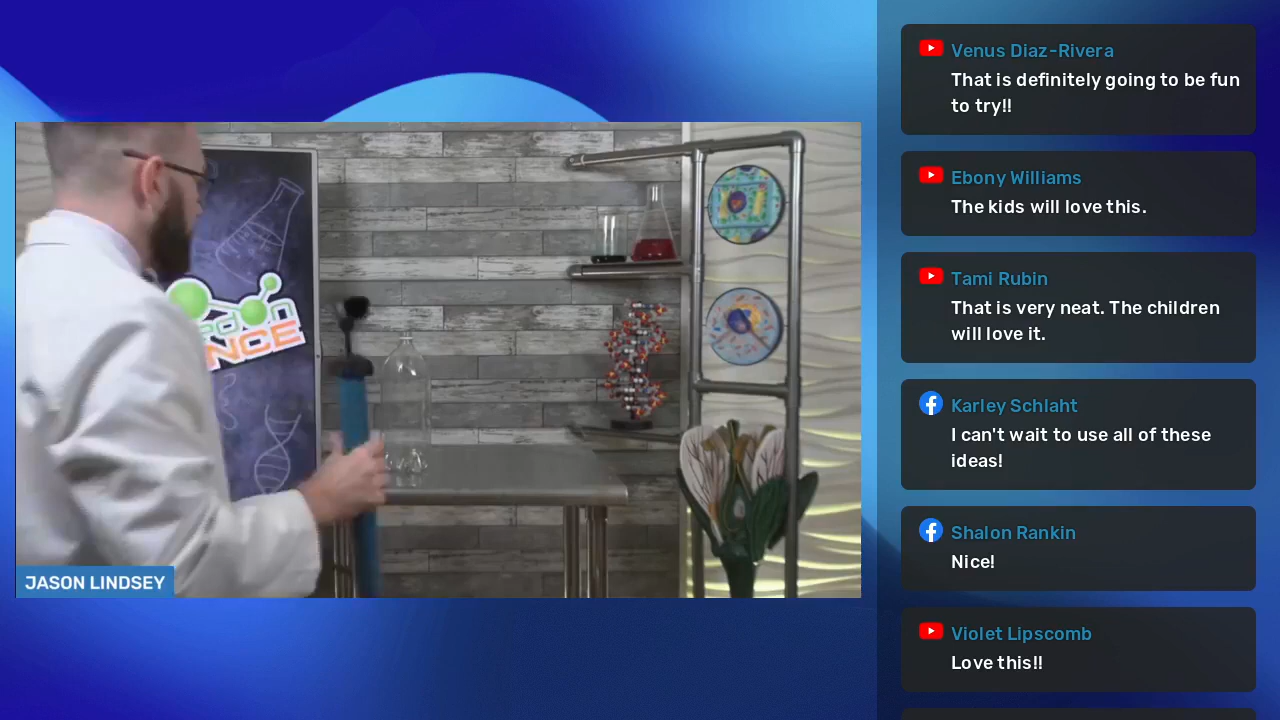 JASON LINDSEY
Venus Diaz-Rivera
That is definitely going to be fun
to try!!
Ebony Williams
The kids will love this.
Tami Rubin
That is very neat. The children
will love it.
Karley Schlaht
I can't wait to use all of these
ideas!
Shalon Rankin
Nice!
Violet Lipscomb
Love this!!